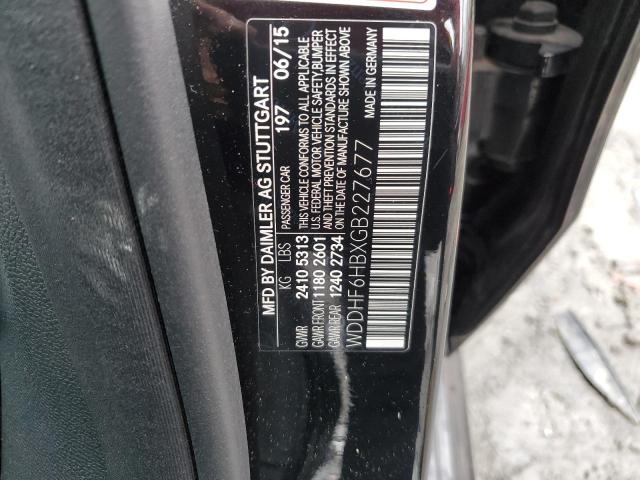 MFD BY DAIMLER AG STUTTGART
197 06/15
KG LBS PASSENGER CAR
GVWR 2410 5313
GAWR FRONT 1180 2601
GAWR REAR 1240 2734
THIS VEHICLE CONFORMS TO ALL APPLICABLE
U.S. FEDERAL MOTOR VEHICLE SAFETY, BUMPER
AND THEFT PREVENTION STANDARDS IN EFFECT
ON THE DATE OF MANUFACTURE SHOWN ABOVE
WDDHF6HBXGB227677
MADE IN GERMANY